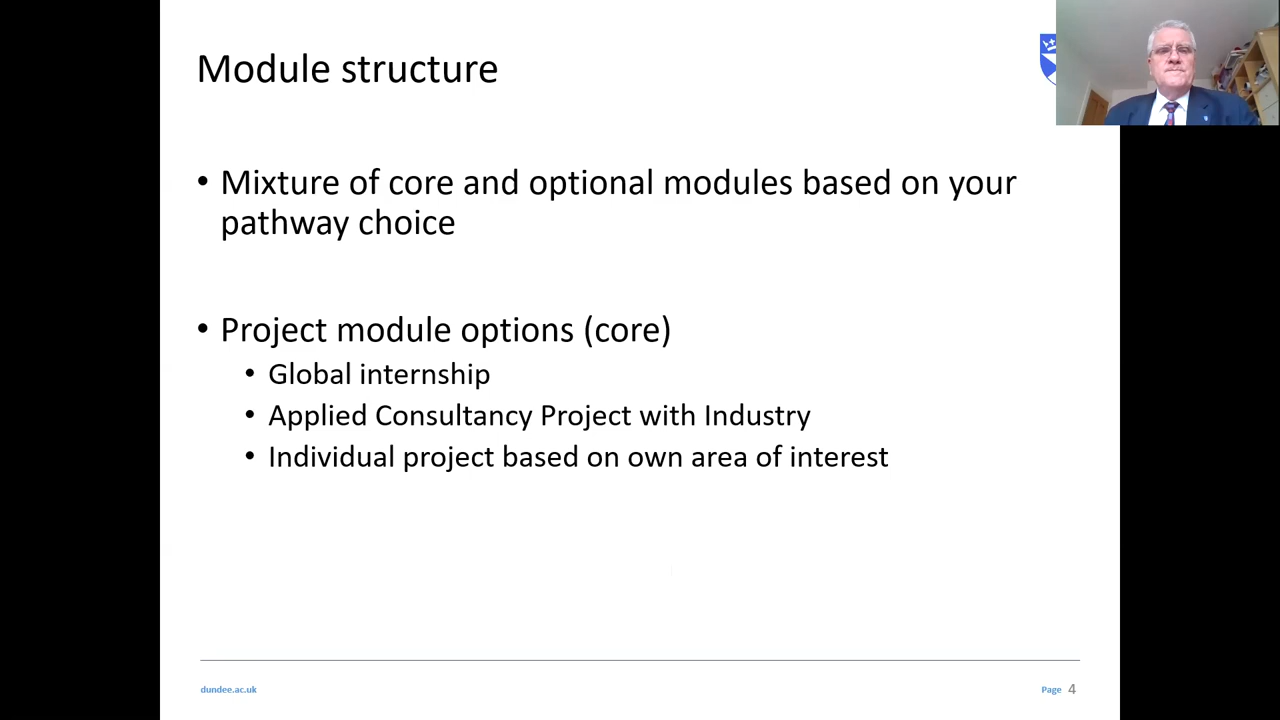 Module structure
• Mixture of core and optional modules based on your
pathway choice
• Project module options (core)
• Global internship
• Applied Consultancy Project with Industry
• Individual project based on own area of interest
dundee.ac.uk
Page 4